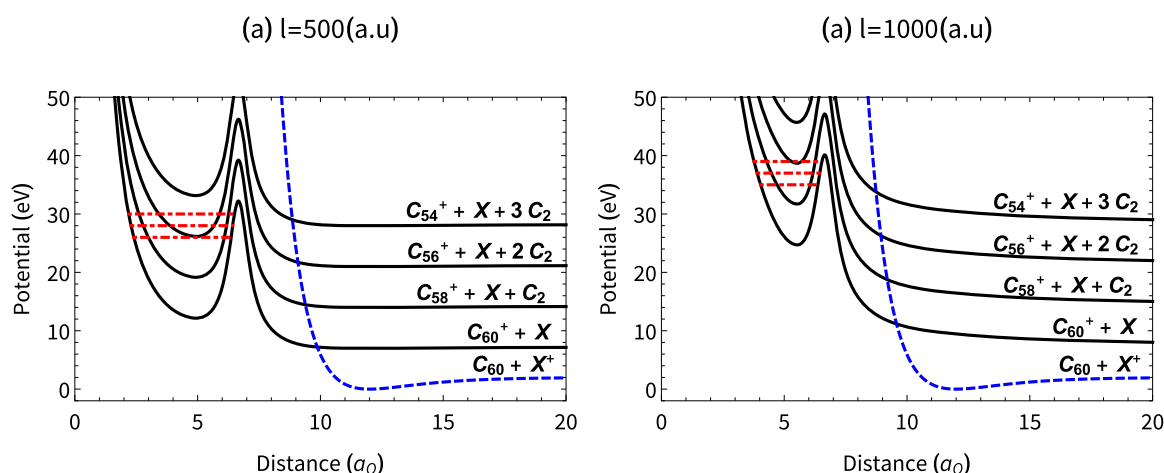 (a) l=500(a.u)
50
40
30
20
10
0
Potential (eV)
C₅₄⁺ + X + 3 C₂
C₅₆⁺ + X + 2 C₂
C₅₈⁺ + X + C₂
C₆₀⁺ + X
C₆₀ + X⁺
0 5 10 15 20
Distance (a₀)
(a) l=1000(a.u)
50
40
30
20
10
0
Potential (eV)
C₅₄⁺ + X + 3 C₂
C₅₆⁺ + X + 2 C₂
C₅₈⁺ + X + C₂
C₆₀⁺ + X
C₆₀ + X⁺
0 5 10 15 20
Distance (a₀)